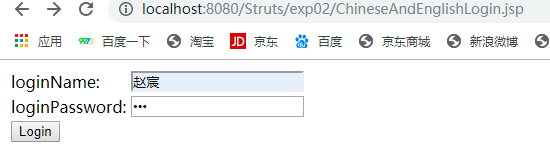 localhost:8080/Struts/exp02/ChineseAndEnglishLogin.jsp
应用 百度一下 淘宝 JD 京东 百度 京东商城 新浪微博
loginName: 赵宸
loginPassword: •••
Login